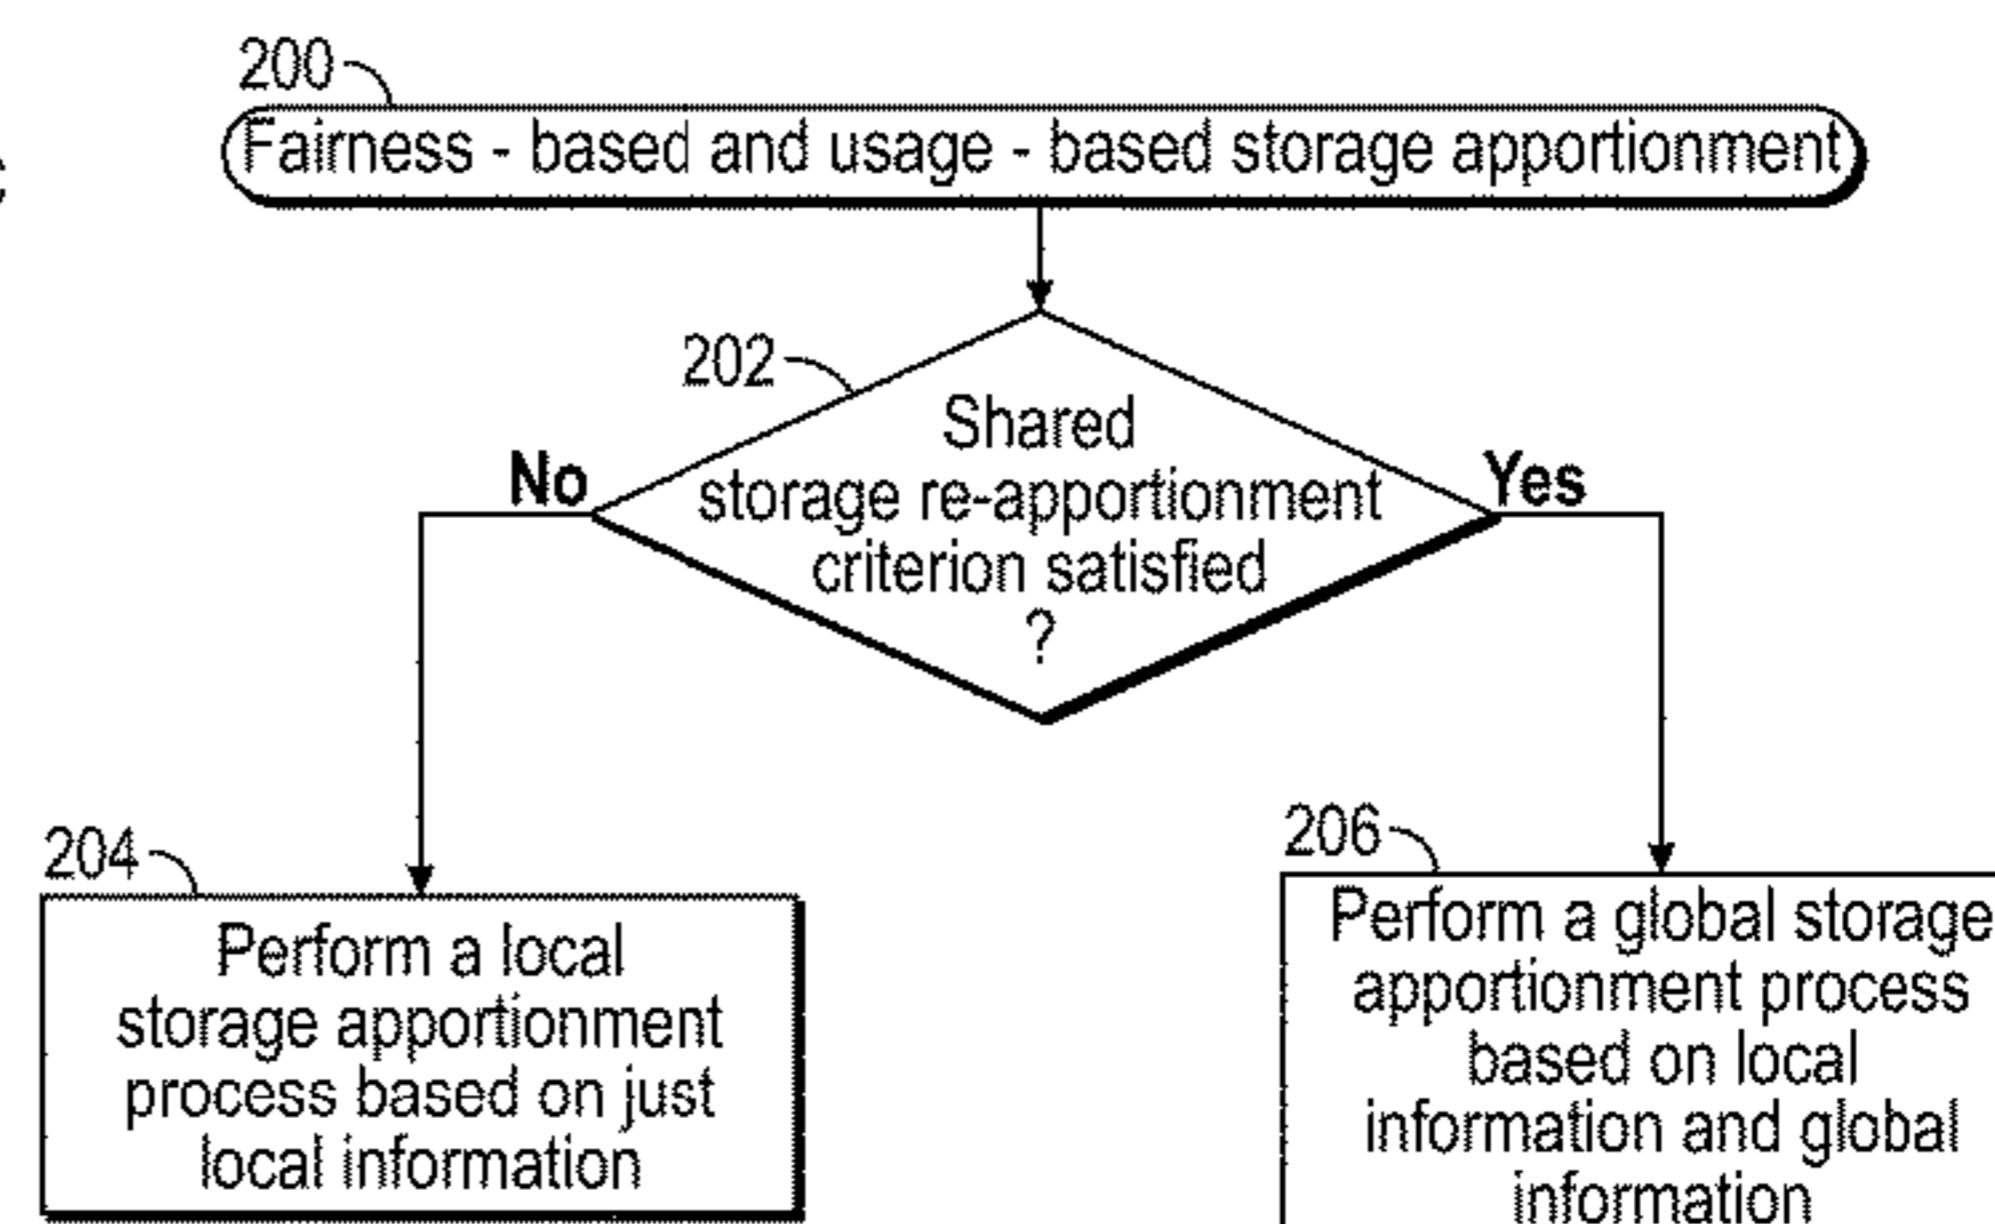 200
Fairness - based and usage - based storage apportionment
202
Shared
storage re-apportionment
criterion satisfied
?
No
Yes
204
Perform a local
storage apportionment
process based on just
local information
206
Perform a global storage
apportionment process
based on local
information and global
information